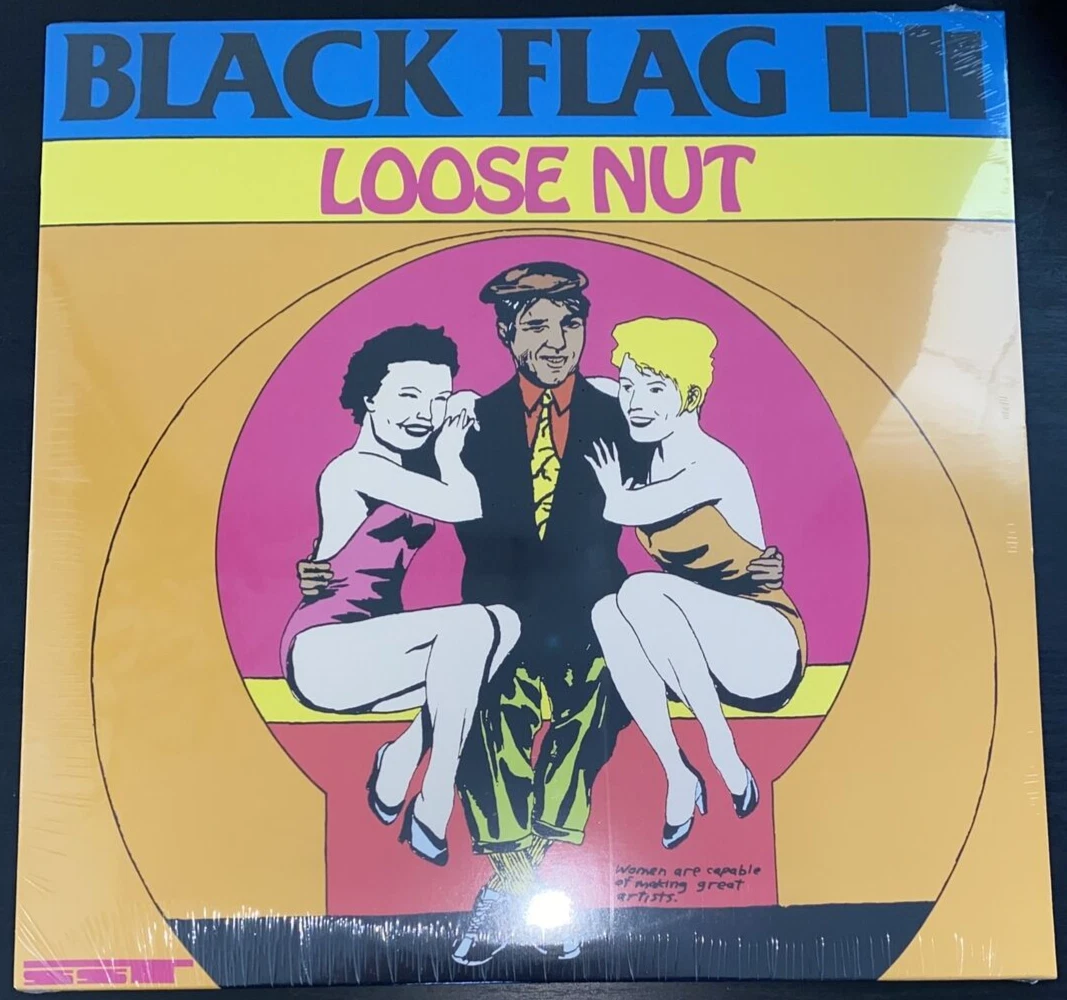 BLACK FLAG
LOOSE NUT
Women are capable
of making great
artists.
SST